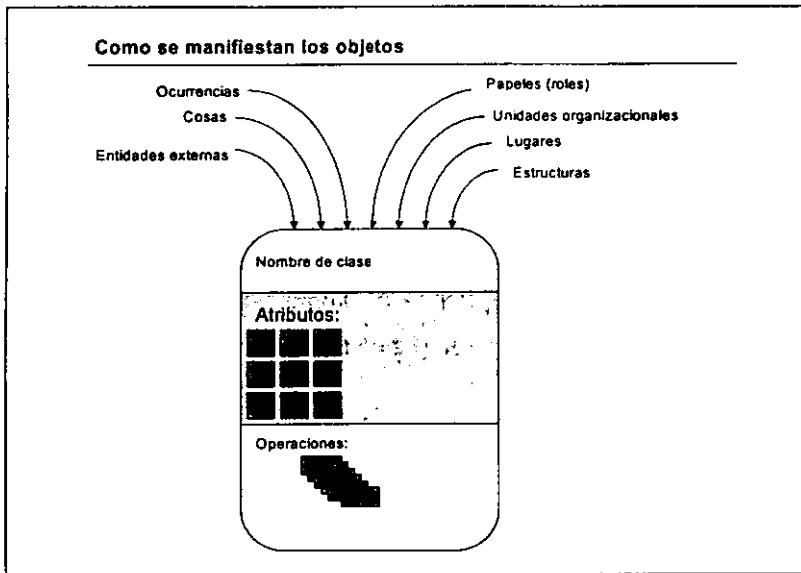 Como se manifiestan los objetos
Ocurrencias
Cosas
Entidades externas
Papeles (roles)
Unidades organizacionales
Lugares
Estructuras
Nombre de clase
Atributos:
Operaciones: